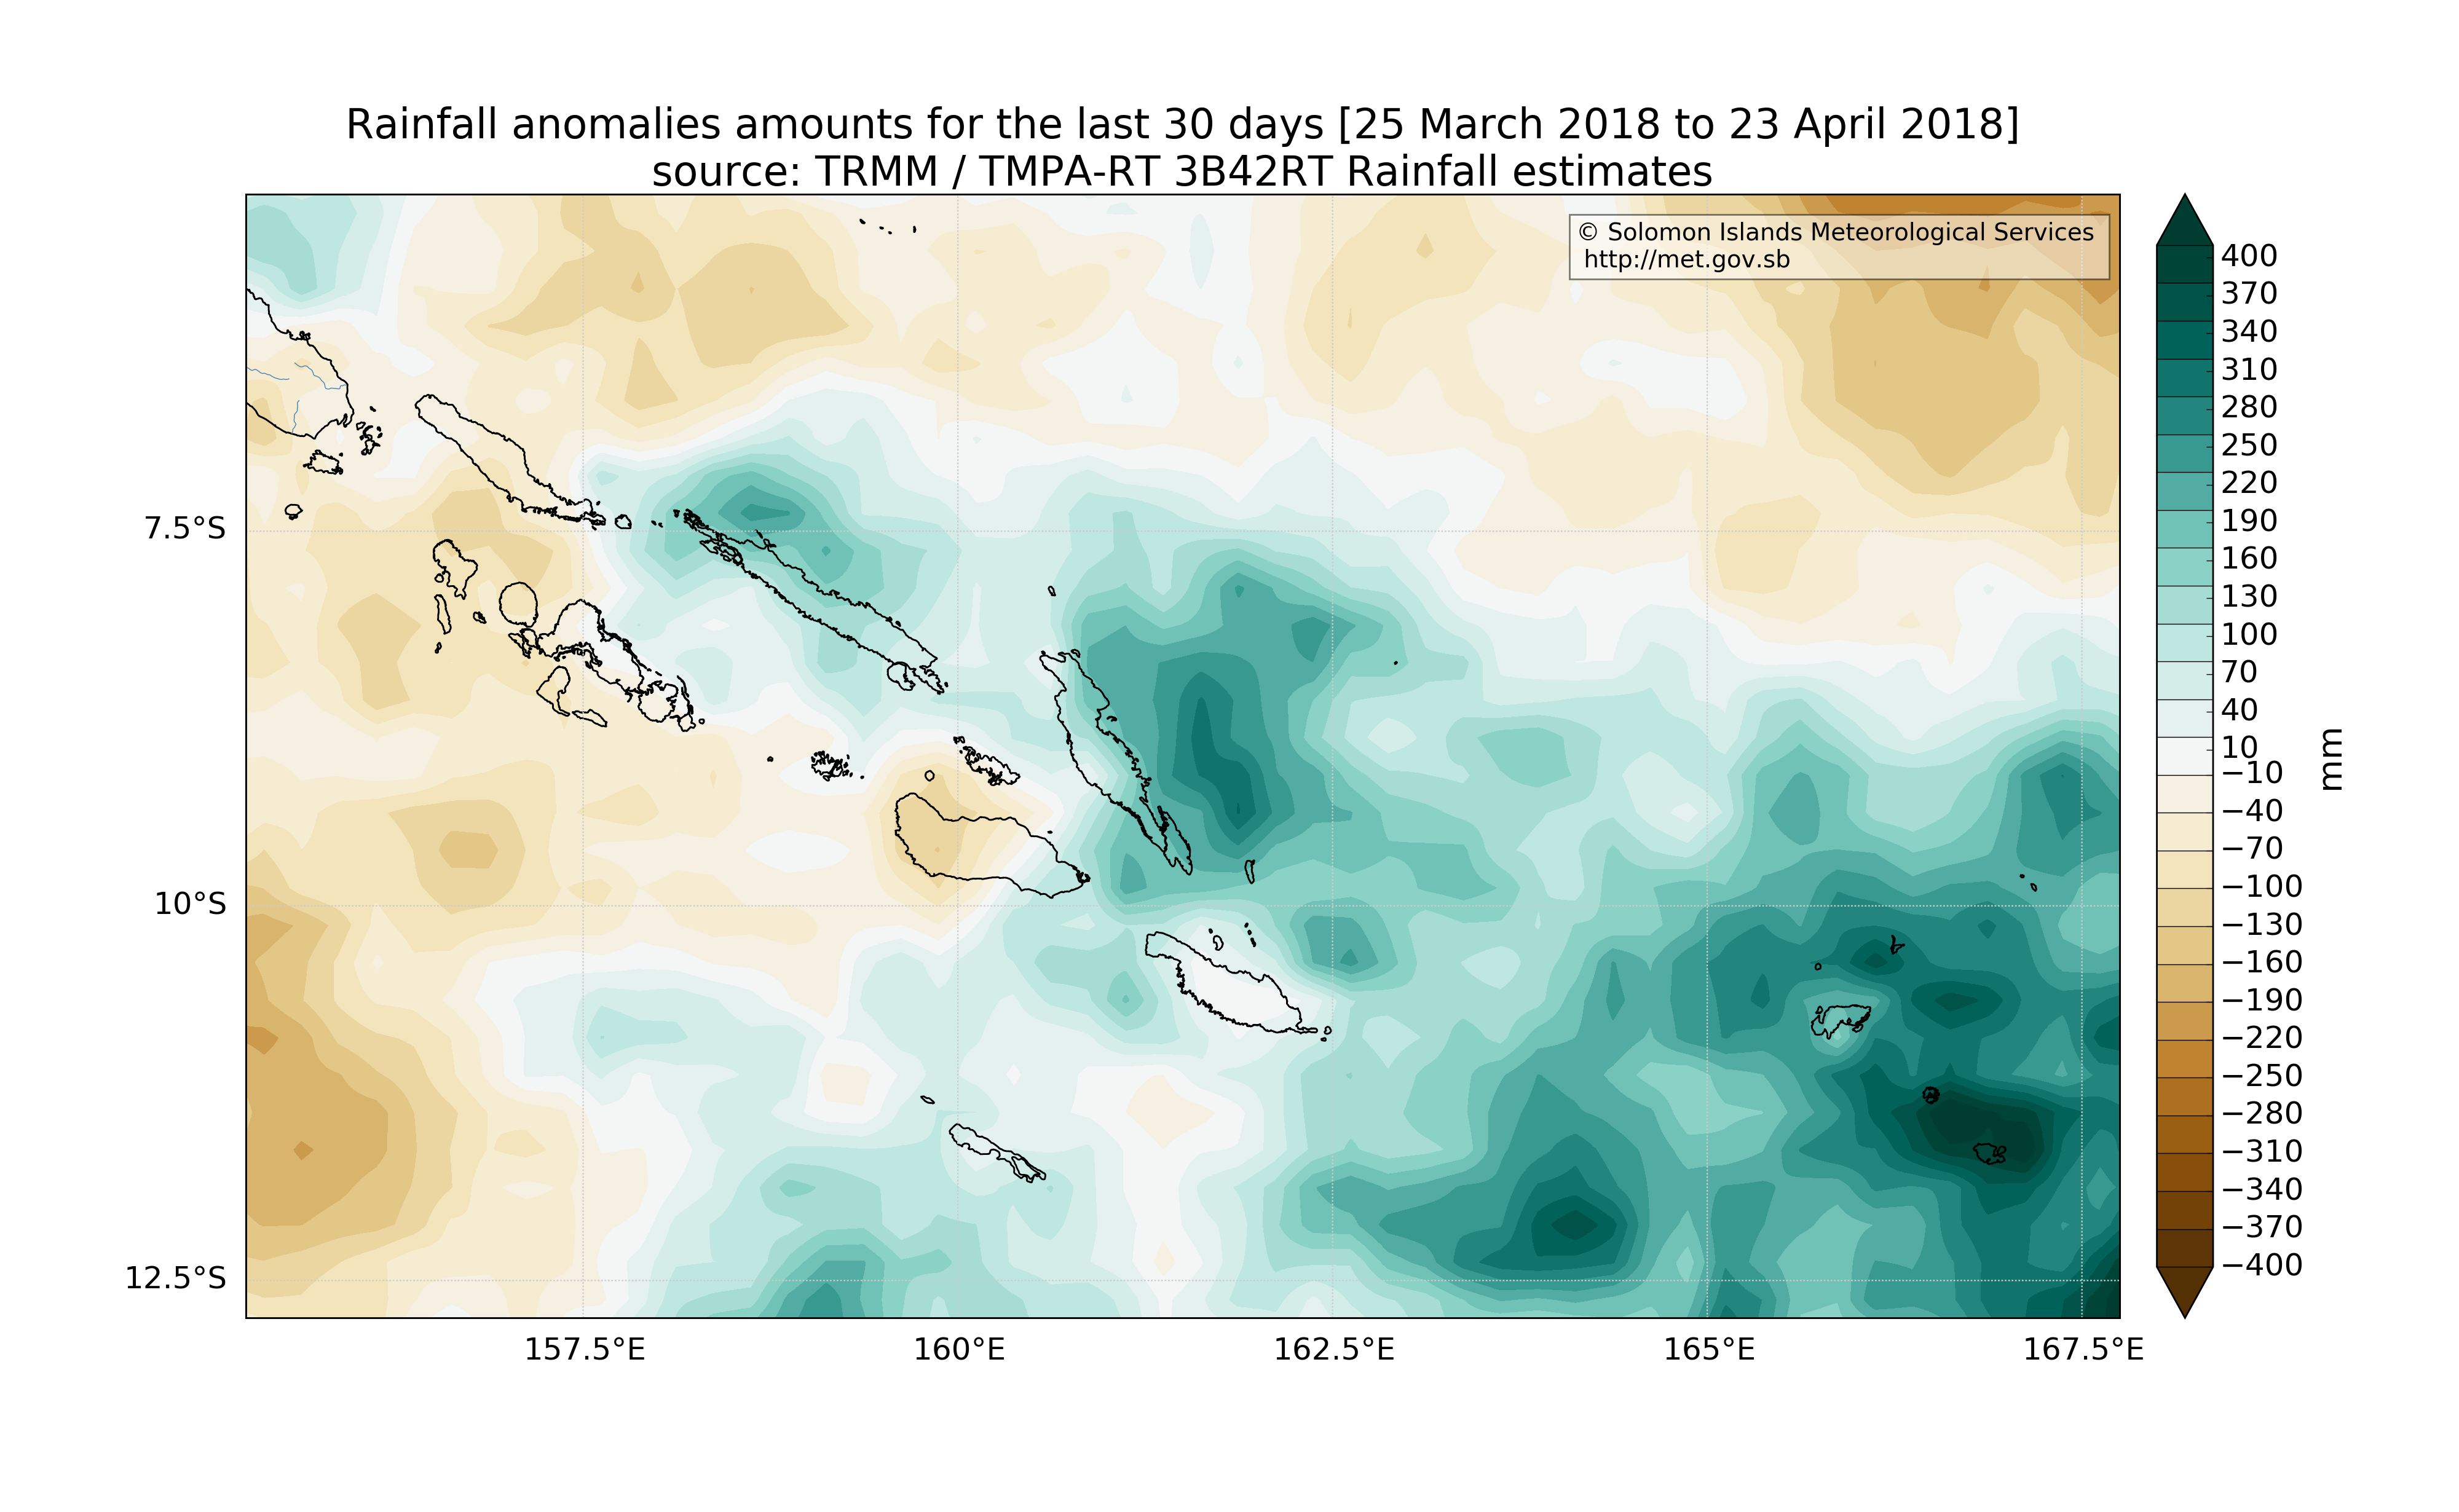 Rainfall anomalies amounts for the last 30 days [25 March 2018 to 23 April 2018]
source: TRMM / TMPA-RT 3B42RT Rainfall estimates
© Solomon Islands Meteorological Services
http://met.gov.sb
7.5°S
10°S
12.5°S
157.5°E
160°E
162.5°E
165°E
167.5°E
400
370
340
310
280
250
220
190
160
130
100
70
40
10
−10
−40
−70
−100
−130
−160
−190
−220
−250
−280
−310
−340
−370
−400
mm